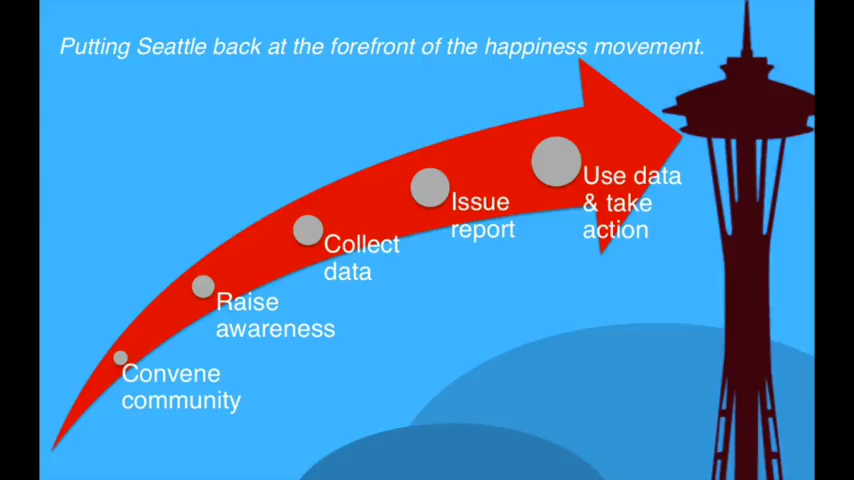 Putting Seattle back at the forefront of the happiness movement.
Use data
& take
action
Issue
report
Collect
data
Raise
awareness
Convene
community